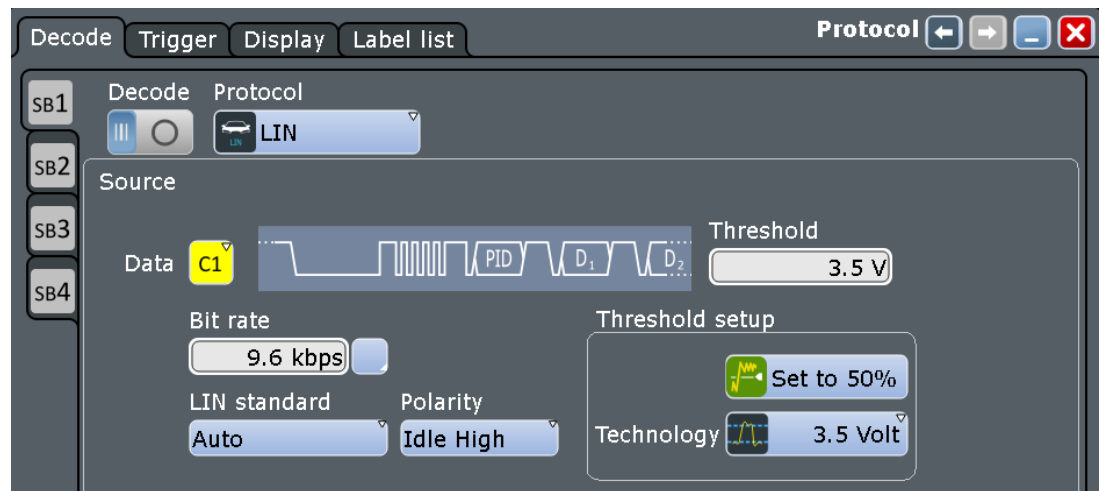 Decode Trigger Display Label list Protocol
SB1
Decode Protocol
LIN LIN
SB2
Source
SB3
Threshold
Data C1 PID D1 D2 3.5 V
SB4
Bit rate Threshold setup
9.6 kbps
Set to 50%
LIN standard Polarity
Auto Idle High Technology 3.5 Volt